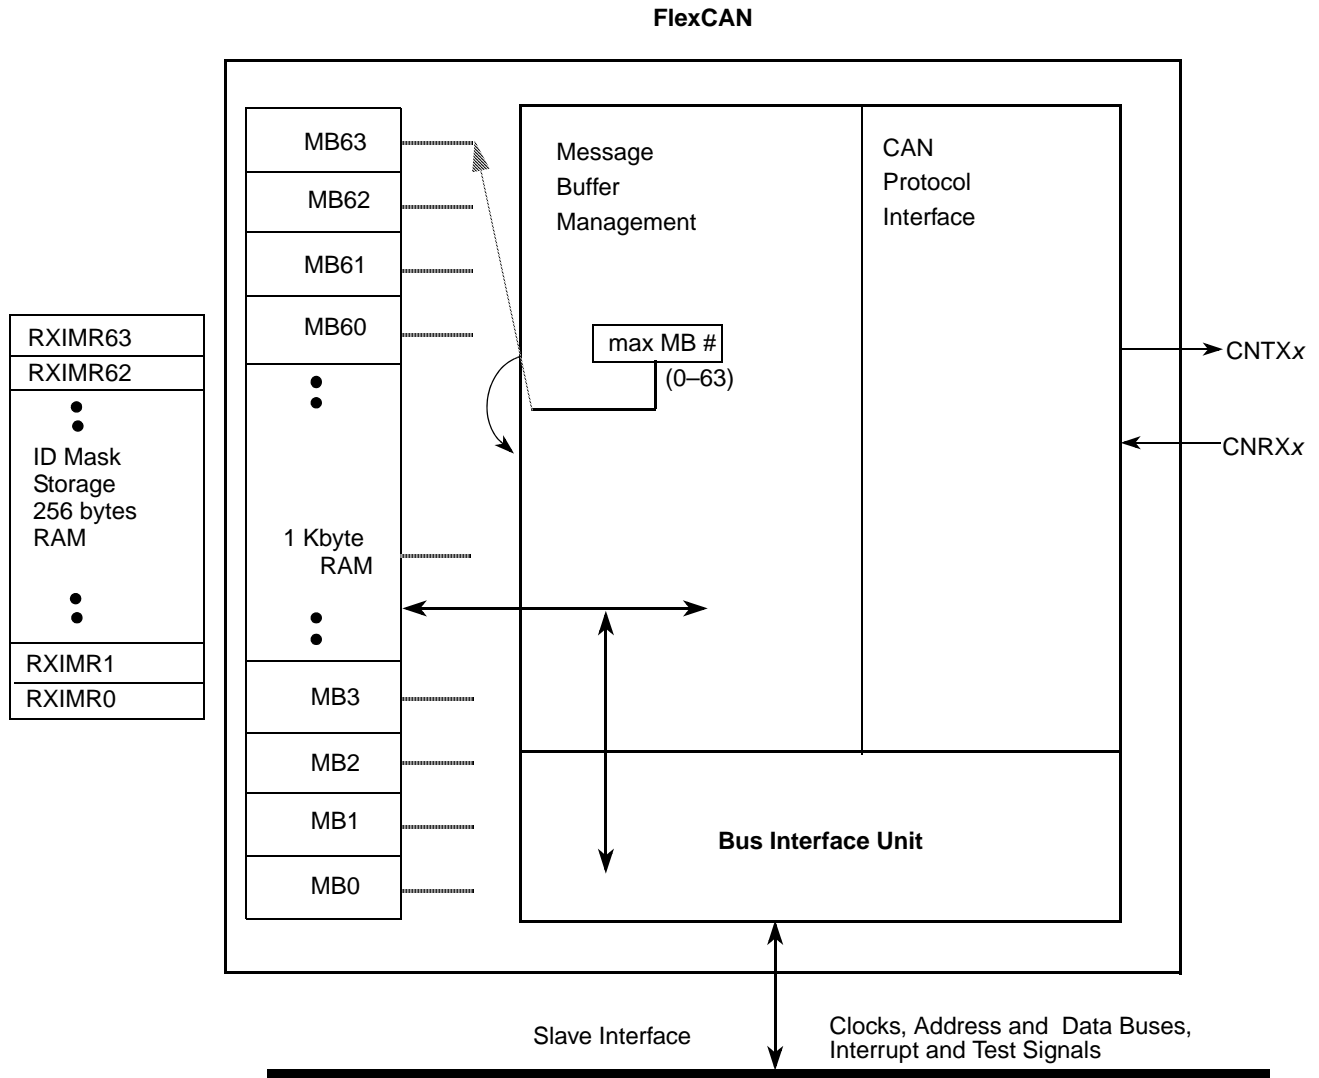 FlexCAN
MB63
MB62
MB61
MB60
1 Kbyte
RAM
MB3
MB2
MB1
MB0
RXIMR63
RXIMR62
ID Mask
Storage
256 bytes
RAM
RXIMR1
RXIMR0
Message
Buffer
Management
max MB #
(0–63)
CAN
Protocol
Interface
CNTXx
CNRXx
Bus Interface Unit
Slave Interface
Clocks, Address and Data Buses,
Interrupt and Test Signals